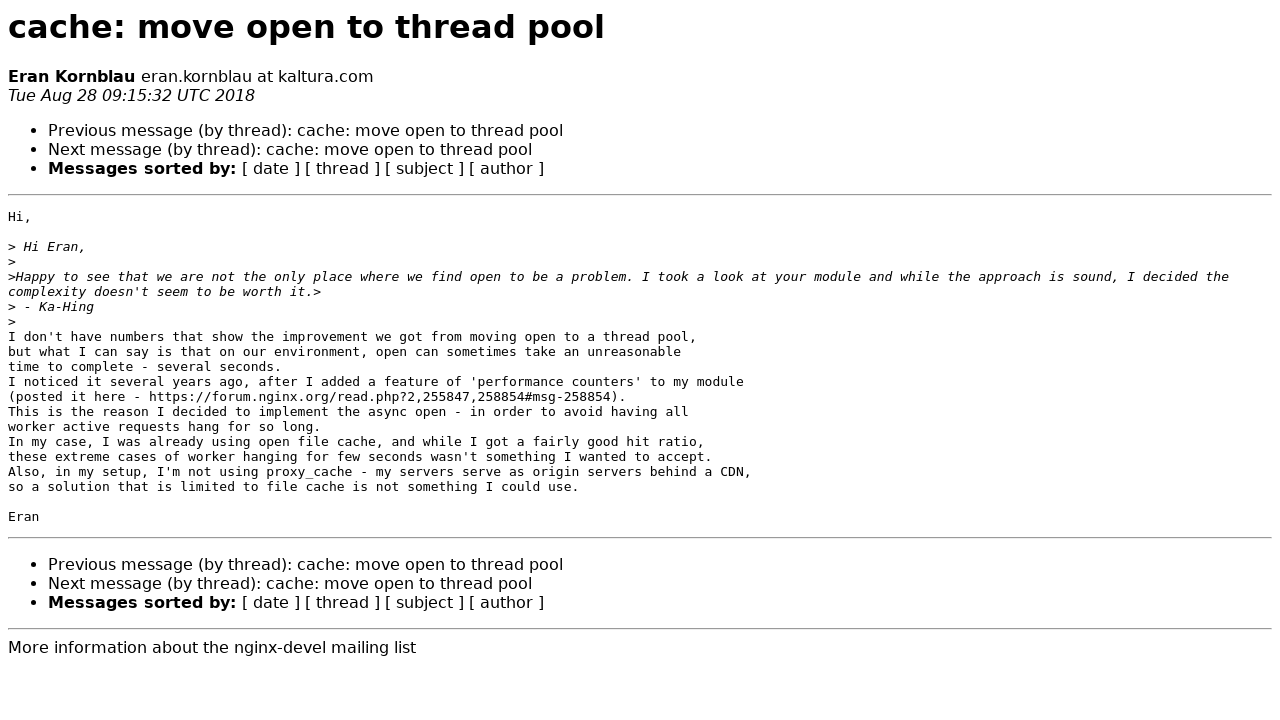 cache: move open to thread pool
Eran Kornblau eran.kornblau at kaltura.com
Tue Aug 28 09:15:32 UTC 2018
• Previous message (by thread): cache: move open to thread pool
• Next message (by thread): cache: move open to thread pool
• Messages sorted by: [ date ] [ thread ] [ subject ] [ author ]
Hi,
> Hi Eran,
>
>Happy to see that we are not the only place where we find open to be a problem. I took a look at your module and while the approach is sound, I decided the
complexity doesn't seem to be worth it.>
> - Ka-Hing
>
I don't have numbers that show the improvement we got from moving open to a thread pool,
but what I can say is that on our environment, open can sometimes take an unreasonable
time to complete - several seconds.
I noticed it several years ago, after I added a feature of 'performance counters' to my module
(posted it here - https://forum.nginx.org/read.php?2,255847,258854#msg-258854).
This is the reason I decided to implement the async open - in order to avoid having all
worker active requests hang for so long.
In my case, I was already using open file cache, and while I got a fairly good hit ratio,
these extreme cases of worker hanging for few seconds wasn't something I wanted to accept.
Also, in my setup, I'm not using proxy_cache - my servers serve as origin servers behind a CDN,
so a solution that is limited to file cache is not something I could use.
Eran
• Previous message (by thread): cache: move open to thread pool
• Next message (by thread): cache: move open to thread pool
• Messages sorted by: [ date ] [ thread ] [ subject ] [ author ]
More information about the nginx-devel mailing list